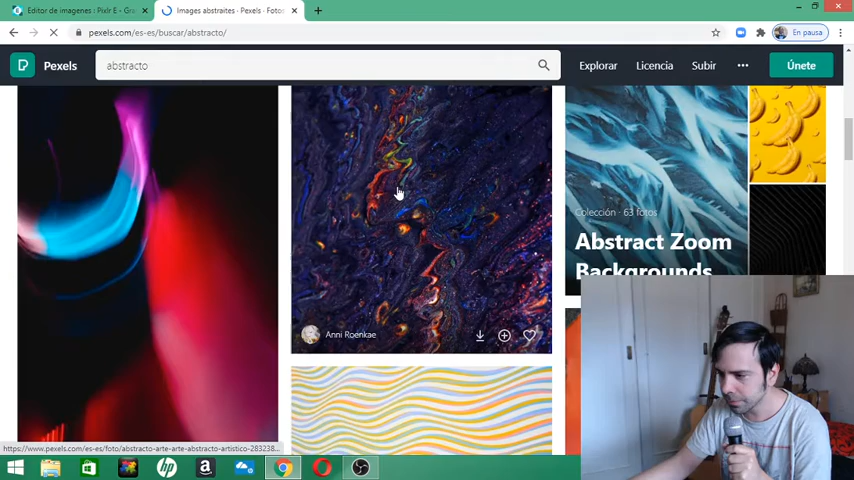 Editor de imagenes : Pixlr E - Gra
Images abstraites · Pexels · Fotos
pexels.com/es-es/buscar/abstracto/
En pausa
Pexels
abstracto
Explorar
Licencia
Subir
Únete
Colección · 63 fotos
Abstract Zoom
Backgrounds
Anni Roenkae
https://www.pexels.com/es-es/foto/abstracto-arte-arte-abstracto-artistico-283238...
hp
a